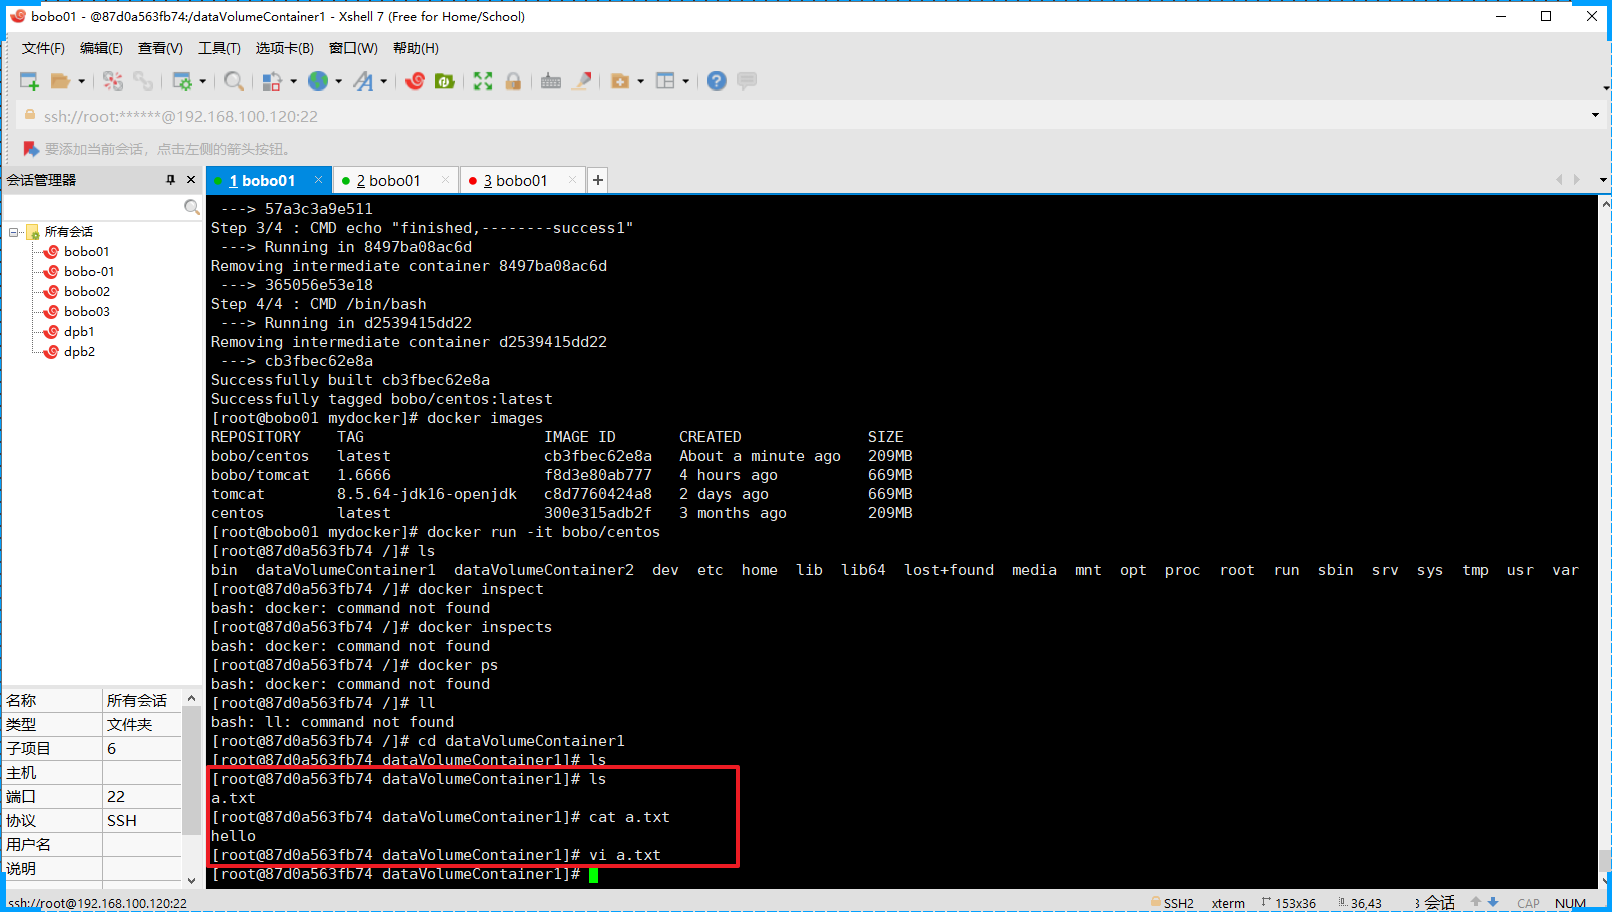 bobo01 - @87d0a563fb74:/dataVolumeContainer1 - Xshell 7 (Free for Home/School)
文件(F) 编辑(E) 查看(V) 工具(T) 选项卡(B) 窗口(W) 帮助(H)
ssh://root:******@192.168.100.120:22
要添加当前会话，点击左侧的箭头按钮。
会话管理器
1 bobo01 2 bobo01 3 bobo01
所有会话
bobo01
bobo-01
bobo02
bobo03
dpb1
dpb2
名称 所有会话
类型 文件夹
子项目 6
主机
端口 22
协议 SSH
用户名
说明
---> 57a3c3a9e511
Step 3/4 : CMD echo "finished,--------success1"
---> Running in 8497ba08ac6d
Removing intermediate container 8497ba08ac6d
---> 365056e53e18
Step 4/4 : CMD /bin/bash
---> Running in d2539415dd22
Removing intermediate container d2539415dd22
---> cb3fbec62e8a
Successfully built cb3fbec62e8a
Successfully tagged bobo/centos:latest
[root@bobo01 mydocker]# docker images
REPOSITORY TAG IMAGE ID CREATED SIZE
bobo/centos latest cb3fbec62e8a About a minute ago 209MB
bobo/tomcat 1.6666 f8d3e80ab777 4 hours ago 669MB
tomcat 8.5.64-jdk16-openjdk c8d7760424a8 2 days ago 669MB
centos latest 300e315adb2f 3 months ago 209MB
[root@bobo01 mydocker]# docker run -it bobo/centos
[root@87d0a563fb74 /]# ls
bin dataVolumeContainer1 dataVolumeContainer2 dev etc home lib lib64 lost+found media mnt opt proc root run sbin srv sys tmp usr var
[root@87d0a563fb74 /]# docker inspect
bash: docker: command not found
[root@87d0a563fb74 /]# docker inspects
bash: docker: command not found
[root@87d0a563fb74 /]# docker ps
bash: docker: command not found
[root@87d0a563fb74 /]# ll
bash: ll: command not found
[root@87d0a563fb74 /]# cd dataVolumeContainer1
[root@87d0a563fb74 dataVolumeContainer1]# ls
[root@87d0a563fb74 dataVolumeContainer1]# ls
a.txt
[root@87d0a563fb74 dataVolumeContainer1]# cat a.txt
hello
[root@87d0a563fb74 dataVolumeContainer1]# vi a.txt
[root@87d0a563fb74 dataVolumeContainer1]#
ssh://root@192.168.100.120:22 SSH2 xterm 153x36 36,43 3 会话 CAP NUM